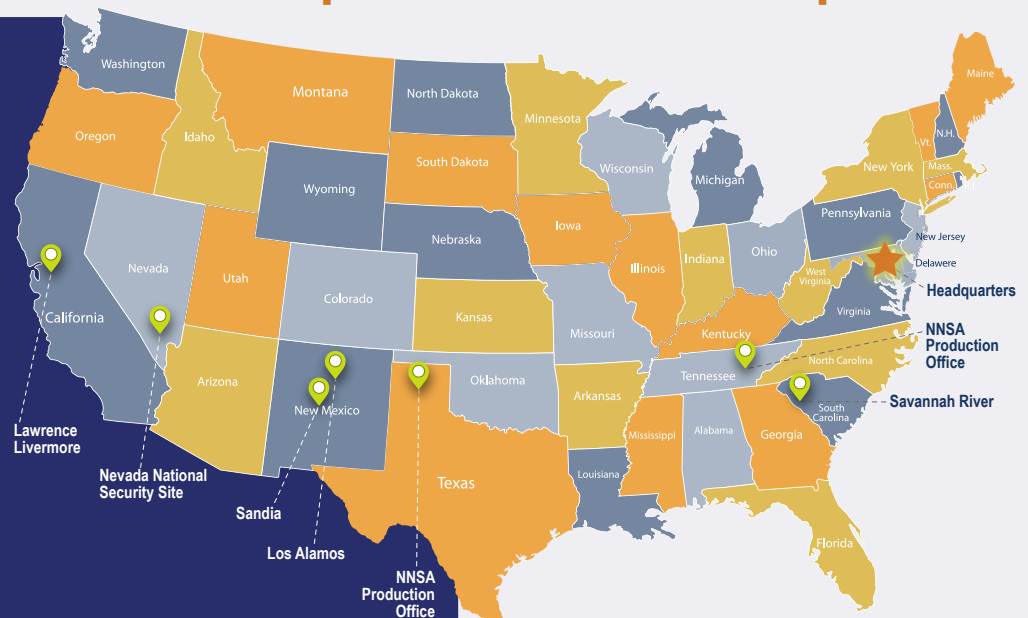 Washington
Oregon
Idaho
Montana
North Dakota
South Dakota
Minnesota
Wisconsin
Michigan
Wyoming
Nebraska
Iowa
Illinois
Indiana
Ohio
Pennsylvania
New York
Vt.
N.H.
Maine
Mass.
Conn.
R.I.
New Jersey
Delawere
West
Virginia
Virginia
Kentucky
Tennessee
North Carolina
South
Carolina
Georgia
Alabama
Mississippi
Florida
Louisiana
Arkansas
Missouri
Kansas
Oklahoma
Texas
Colorado
New Mexico
Utah
Arizona
Nevada
California
Headquarters
NNSA
Production
Office
Savannah River
Lawrence
Livermore
Nevada National
Security Site
Sandia
Los Alamos
NNSA
Production
Office